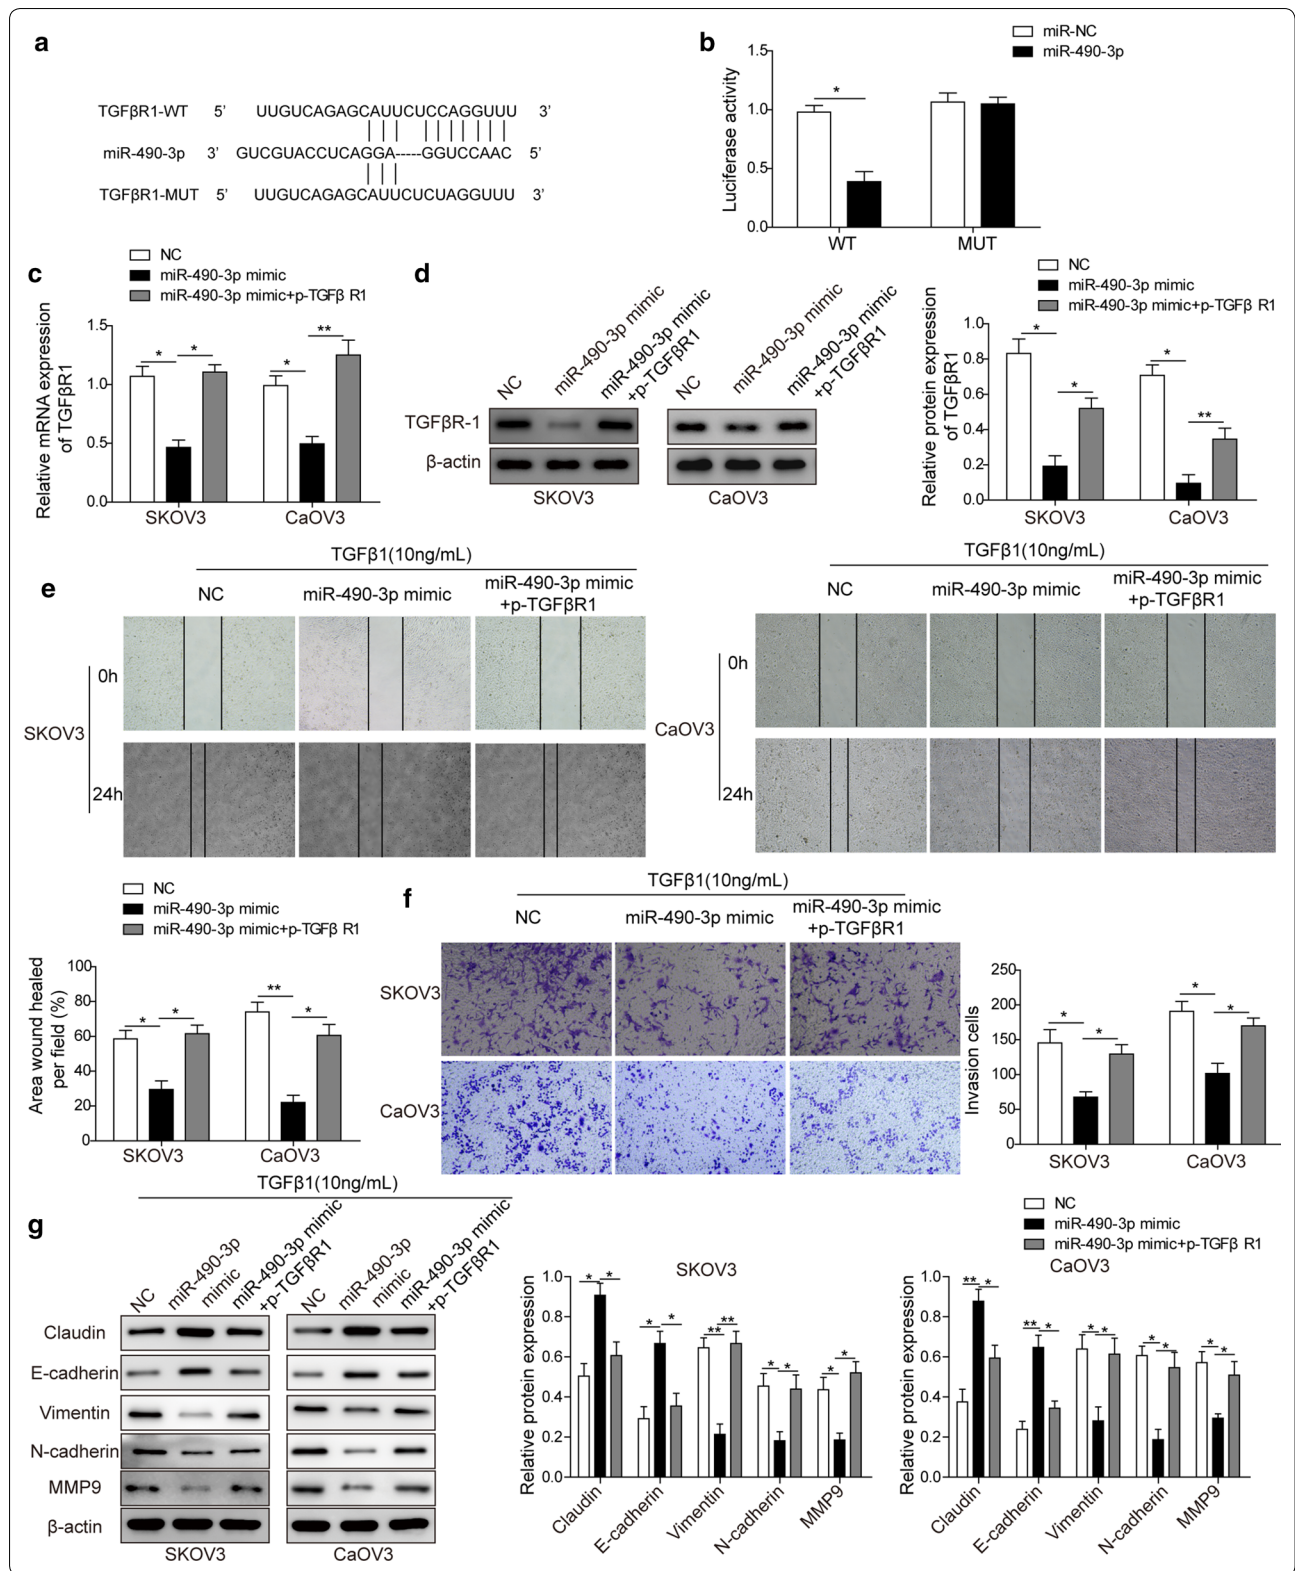 a
TGFβR1-WT 5’ UUGUCAGAGCAUUCUCCAGGUUU 3’
miR-490-3p 3’ GUCGUACCUCAGGA-----GGUCCAAC 5’
TGFβR1-MUT 5’ UUGUCAGAGCAUUCUCUAGGUUU 3’
b
miR-NC
miR-490-3p
Luciferase activity
1.5
1.0
0.5
0.0
*
WT MUT
c
NC
miR-490-3p mimic
miR-490-3p mimic+p-TGFβ R1
Relative mRNA expression
of TGFβR1
1.5
1.0
0.5
0.0
* * * **
SKOV3 CaOV3
d
NC
miR-490-3p mimic
miR-490-3p mimic
+p-TGFβR1
NC
miR-490-3p mimic
miR-490-3p mimic
+p-TGFβR1
TGFβR-1
β-actin
SKOV3 CaOV3
NC
miR-490-3p mimic
miR-490-3p mimic+p-TGFβ R1
Relative protein expression
of TGFβR1
1.0
0.8
0.6
0.4
0.2
0.0
* * * **
SKOV3 CaOV3
e
TGFβ1(10ng/mL)
NC miR-490-3p mimic miR-490-3p mimic
+p-TGFβR1
0h
SKOV3
24h
TGFβ1(10ng/mL)
NC miR-490-3p mimic miR-490-3p mimic
+p-TGFβR1
0h
CaOV3
24h
NC
miR-490-3p mimic
miR-490-3p mimic+p-TGFβ R1
Area wound healed
per field (%)
100
80
60
40
20
0
* * ** *
SKOV3 CaOV3
f
TGFβ1(10ng/mL)
NC miR-490-3p mimic miR-490-3p mimic
+p-TGFβR1
SKOV3
CaOV3
Invasion cells
250
200
150
100
50
0
* * * *
SKOV3 CaOV3
g
TGFβ1(10ng/mL)
NC
miR-490-3p
mimic
miR-490-3p mimic
+p-TGFβR1
NC
miR-490-3p
mimic
miR-490-3p mimic
+p-TGFβR1
Claudin
E-cadherin
Vimentin
N-cadherin
MMP9
β-actin
SKOV3 CaOV3
NC
miR-490-3p mimic
miR-490-3p mimic+p-TGFβ R1
SKOV3
Relative protein expression
1.0
0.8
0.6
0.4
0.2
0.0
* * * * ** ** * * * *
Claudin
E-cadherin
Vimentin
N-cadherin
MMP9
CaOV3
Relative protein expression
1.0
0.8
0.6
0.4
0.2
0.0
** * ** * * * * * * *
Claudin
E-cadherin
Vimentin
N-cadherin
MMP9